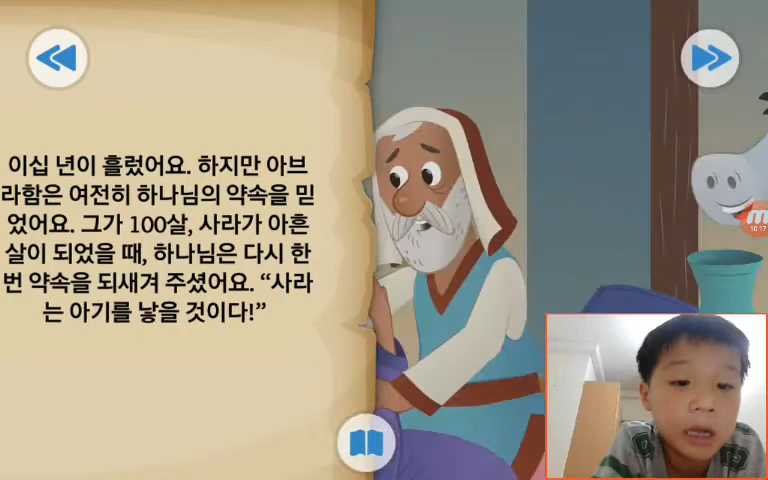 이십 년이 흘렀어요. 하지만 아브
라함은 여전히 하나님의 약속을 믿
었어요. 그가 100살, 사라가 아흔
살이 되었을 때, 하나님은 다시 한
번 약속을 되새겨 주셨어요. “사라
는 아기를 낳을 것이다!”
10:17